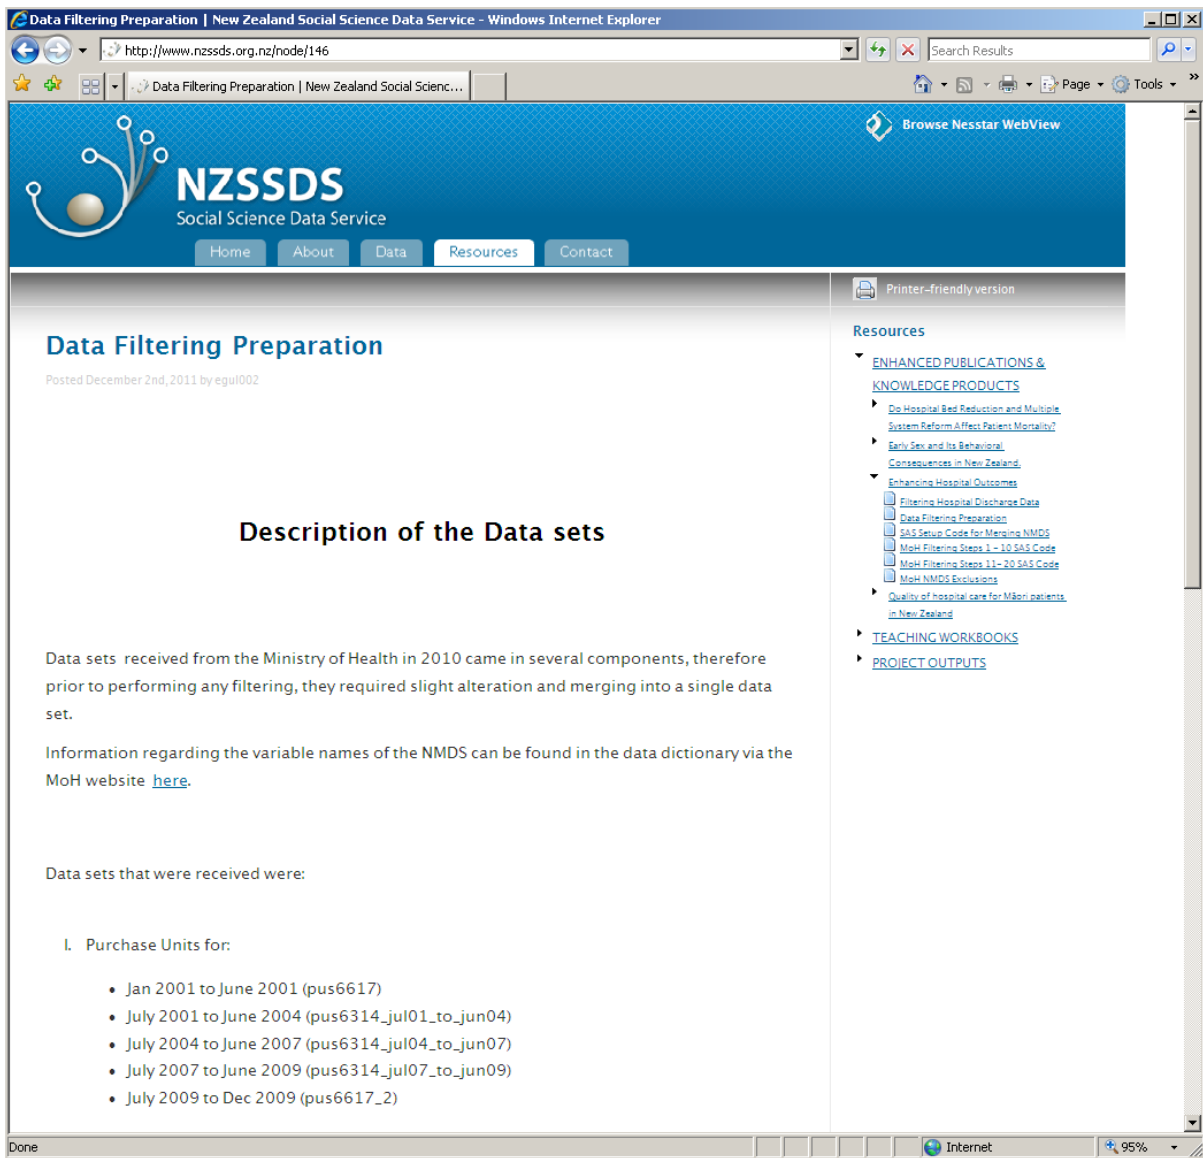 Data Filtering Preparation | New Zealand Social Science Data Service - Windows Internet Explorer
http://www.nzssds.org.nz/node/146
Search Results
Data Filtering Preparation | New Zealand Social Scienc...
Page
Tools
»
Browse Nesstar WebView
NZSSDS
Social Science Data Service
Home
About
Data
Resources
Contact
Printer-friendly version
Data Filtering Preparation
Posted December 2nd, 2011 by egul002
Description of the Data sets
Data sets received from the Ministry of Health in 2010 came in several components, therefore
prior to performing any filtering, they required slight alteration and merging into a single data
set.
Information regarding the variable names of the NMDS can be found in the data dictionary via the
MoH website here.
Data sets that were received were:
I. Purchase Units for:
• Jan 2001 to June 2001 (pus6617)
• July 2001 to June 2004 (pus6314_jul01_to_jun04)
• July 2004 to June 2007 (pus6314_jul04_to_jun07)
• July 2007 to June 2009 (pus6314_jul07_to_jun09)
• July 2009 to Dec 2009 (pus6617_2)
Resources
ENHANCED PUBLICATIONS &
KNOWLEDGE PRODUCTS
Do Hospital Bed Reduction and Multiple
System Reform Affect Patient Mortality?
Early Sex and Its Behavioral
Consequences in New Zealand.
Enhancing Hospital Outcomes
Filtering Hospital Discharge Data
Data Filtering Preparation
SAS Setup Code for Merging NMDS
MoH Filtering Steps 1 - 10 SAS Code
MoH Filtering Steps 11- 20 SAS Code
MoH NMDS Exclusions
Quality of hospital care for Māori patients
in New Zealand
TEACHING WORKBOOKS
PROJECT OUTPUTS
Done
Internet
95%